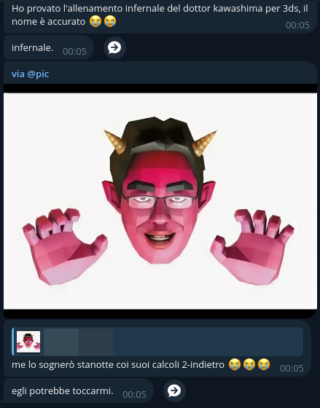 Ho provato l'allenamento infernale del dottor kawashima per 3ds, il
nome è accurato 😭😭
00:05
infernale. 00:05
via @pic
me lo sognerò stanotte coi suoi calcoli 2-indietro 😭😭😭 00:05
egli potrebbe toccarmi. 00:05